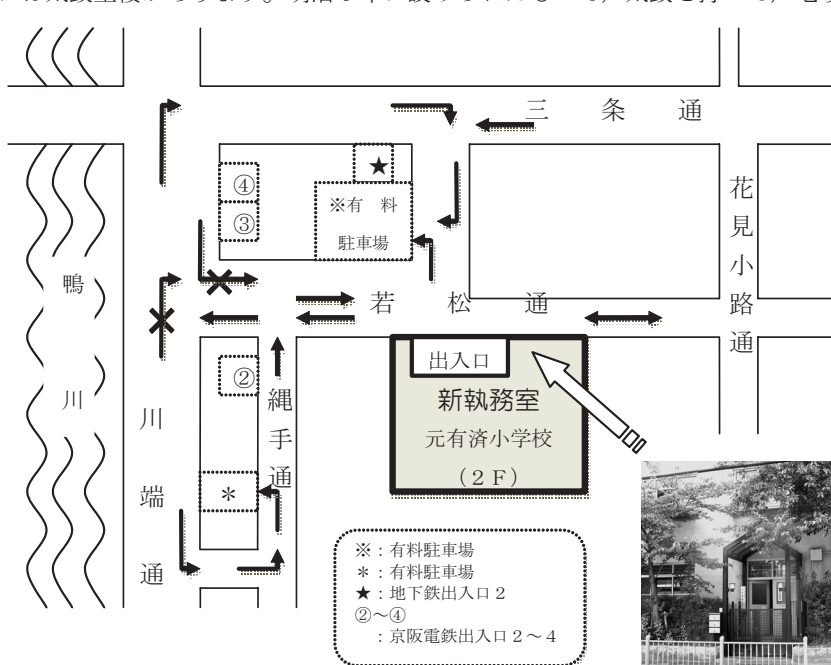 三条通
④
★
※有 料
駐車場
③
花見小路通
鴨川
若松通
出入口
②
縄手通
新執務室
元有済小学校
(2F)
川端通
*
※:有料駐車場
*:有料駐車場
★:地下鉄出入口2
②~④
:京阪電鉄出入口2~4